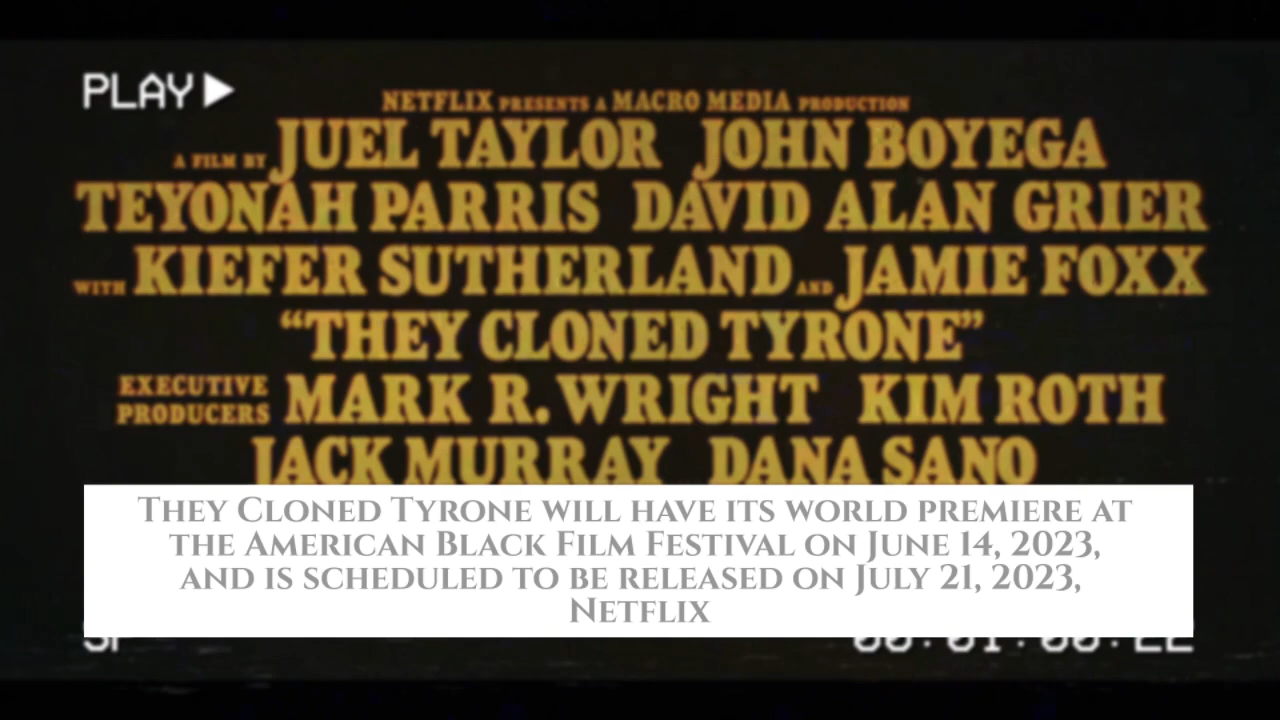 PLAY
NETFLIX PRESENTS A MACRO MEDIA PRODUCTION
A FILM BY JUEL TAYLOR JOHN BOYEGA
TEYONAH PARRIS DAVID ALAN GRIER
WITH KIEFER SUTHERLAND AND JAMIE FOXX
“THEY CLONED TYRONE”
EXECUTIVE PRODUCERS MARK R. WRIGHT KIM ROTH
JACK MURRAY DANA SANO
THEY CLONED TYRONE WILL HAVE ITS WORLD PREMIERE AT
THE AMERICAN BLACK FILM FESTIVAL ON JUNE 14, 2023,
AND IS SCHEDULED TO BE RELEASED ON JULY 21, 2023,
NETFLIX